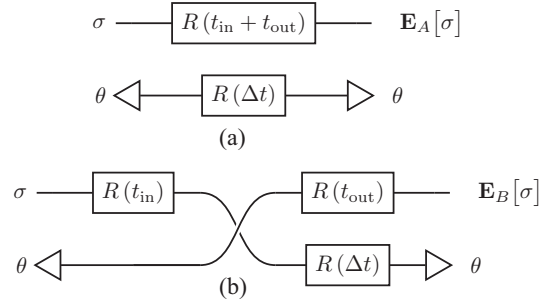 σ R(t_in + t_out) E_A[σ]
θ R(Δt) θ
(a)
σ R(t_in) R(t_out) E_B[σ]
θ R(Δt) θ
(b)